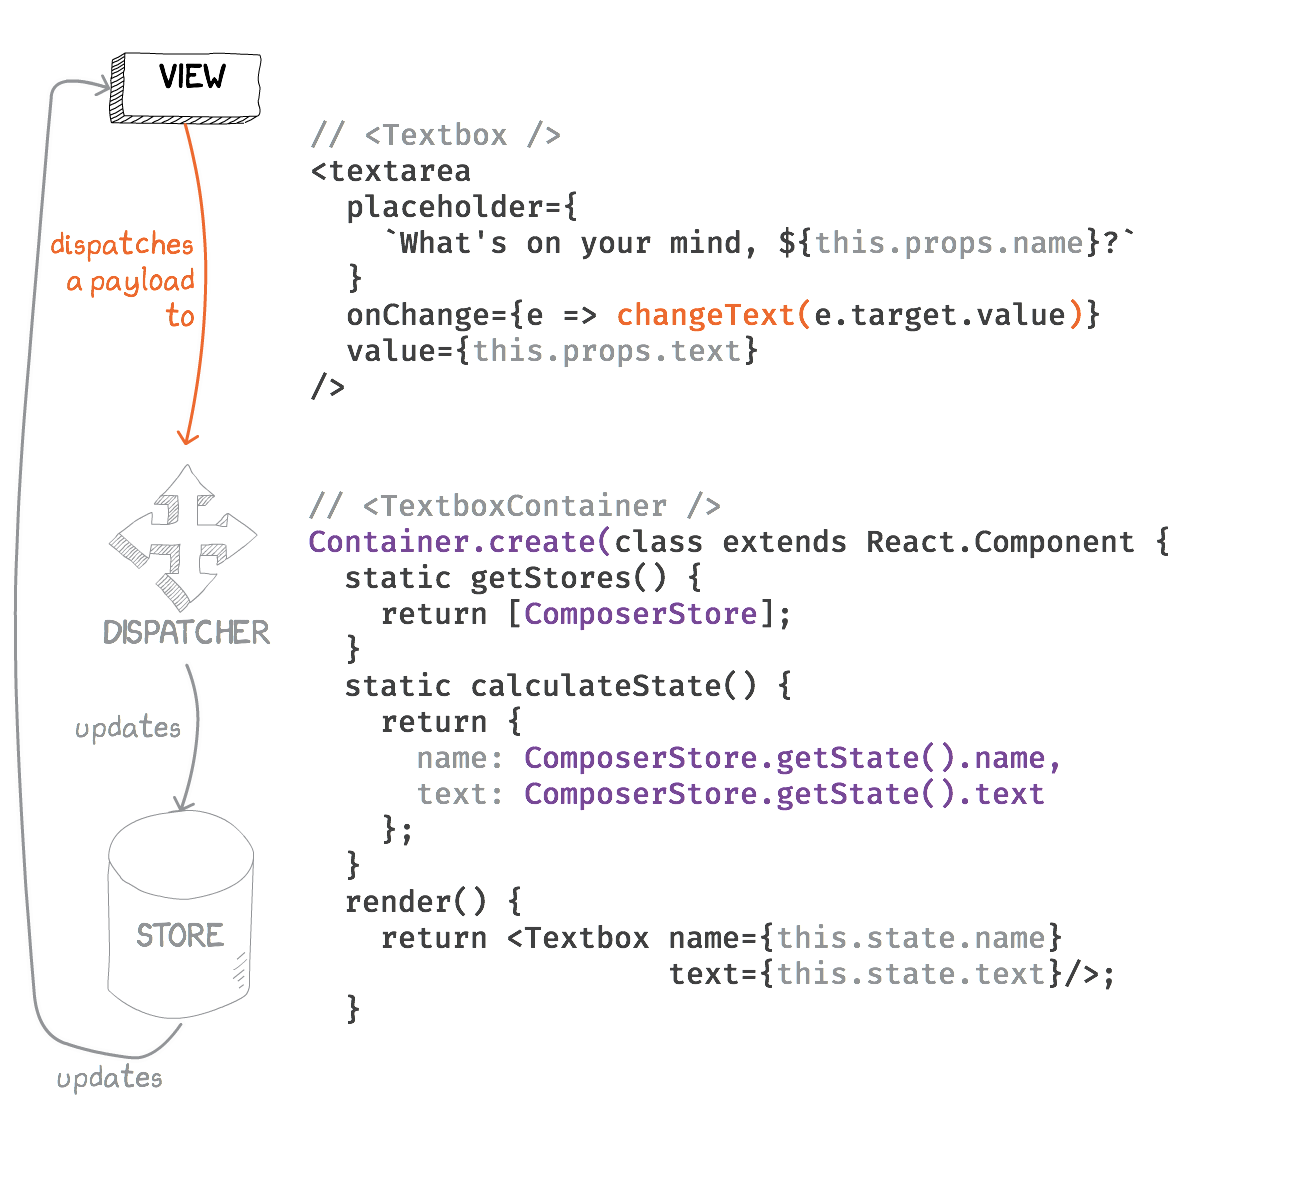 VIEW
dispatches
a payload
to
DISPATCHER
updates
STORE
updates
// <Textbox />
<textarea
  placeholder={
    `What's on your mind, ${this.props.name}?`
  }
  onChange={e => changeText(e.target.value)}
  value={this.props.text}
/>
// <TextboxContainer />
Container.create(class extends React.Component {
  static getStores() {
    return [ComposerStore];
  }
  static calculateState() {
    return {
      name: ComposerStore.getState().name,
      text: ComposerStore.getState().text
    };
  }
  render() {
    return <Textbox name={this.state.name}
                    text={this.state.text}/>;
  }